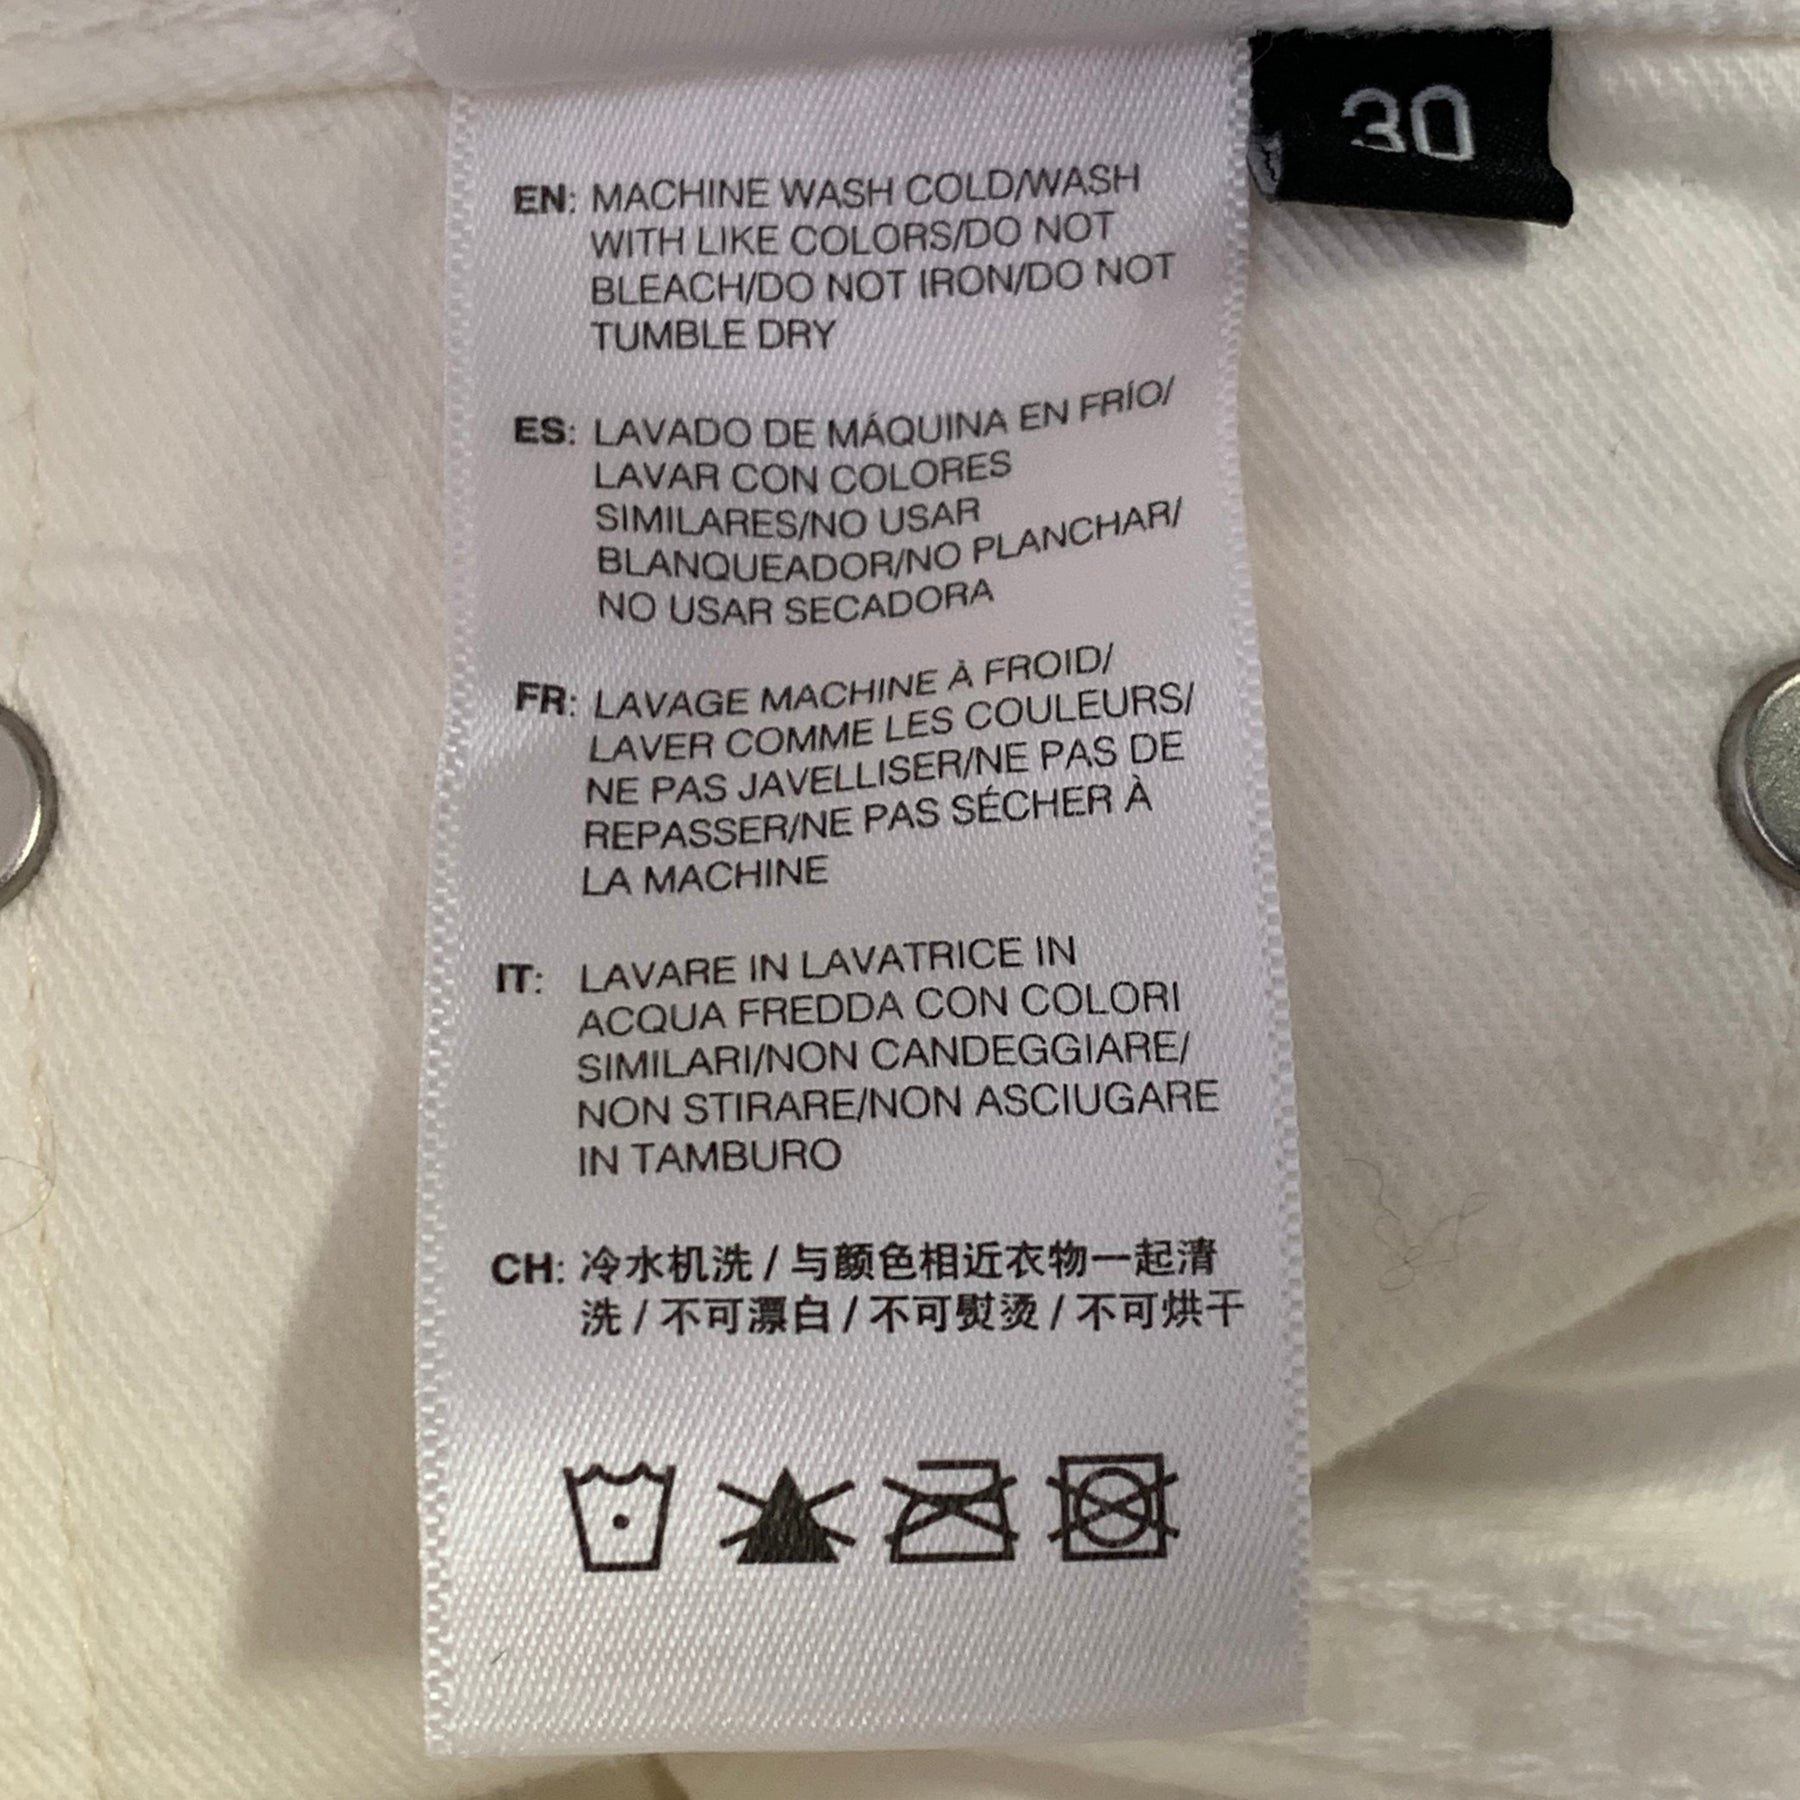 30
EN: MACHINE WASH COLD/WASH
WITH LIKE COLORS/DO NOT
BLEACH/DO NOT IRON/DO NOT
TUMBLE DRY
ES: LAVADO DE MÁQUINA EN FRÍO/
LAVAR CON COLORES
SIMILARES/NO USAR
BLANQUEADOR/NO PLANCHAR/
NO USAR SECADORA
FR: LAVAGE MACHINE À FROID/
LAVER COMME LES COULEURS/
NE PAS JAVELLISER/NE PAS DE
REPASSER/NE PAS SÉCHER À
LA MACHINE
IT: LAVARE IN LAVATRICE IN
ACQUA FREDDA CON COLORI
SIMILARI/NON CANDEGGIARE/
NON STIRARE/NON ASCIUGARE
IN TAMBURO
CH: 冷水机洗 / 与颜色相近衣物一起清
洗 / 不可漂白 / 不可熨烫 / 不可烘干